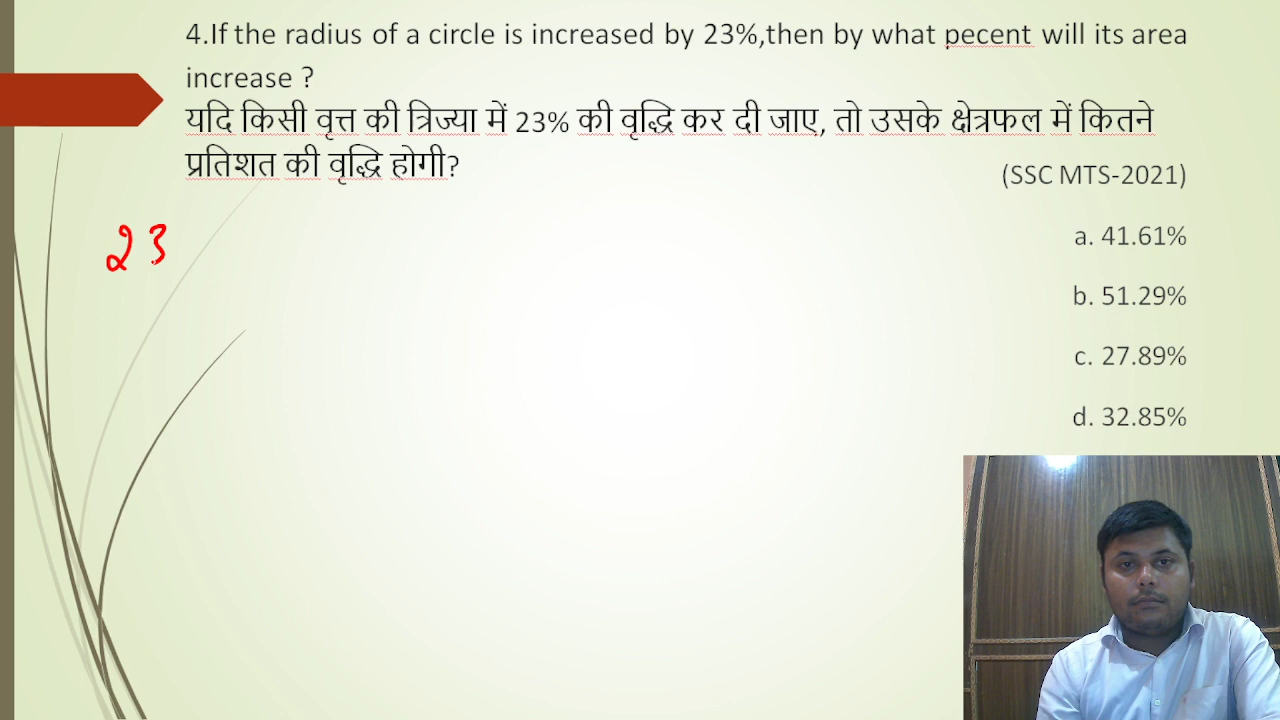 4.If the radius of a circle is increased by 23%,then by what pecent will its area
increase ?
यदि किसी वृत्त की त्रिज्या में 23% की वृद्धि कर दी जाए, तो उसके क्षेत्रफल में कितने
प्रतिशत की वृद्धि होगी?
(SSC MTS-2021)
23
a. 41.61%
b. 51.29%
c. 27.89%
d. 32.85%